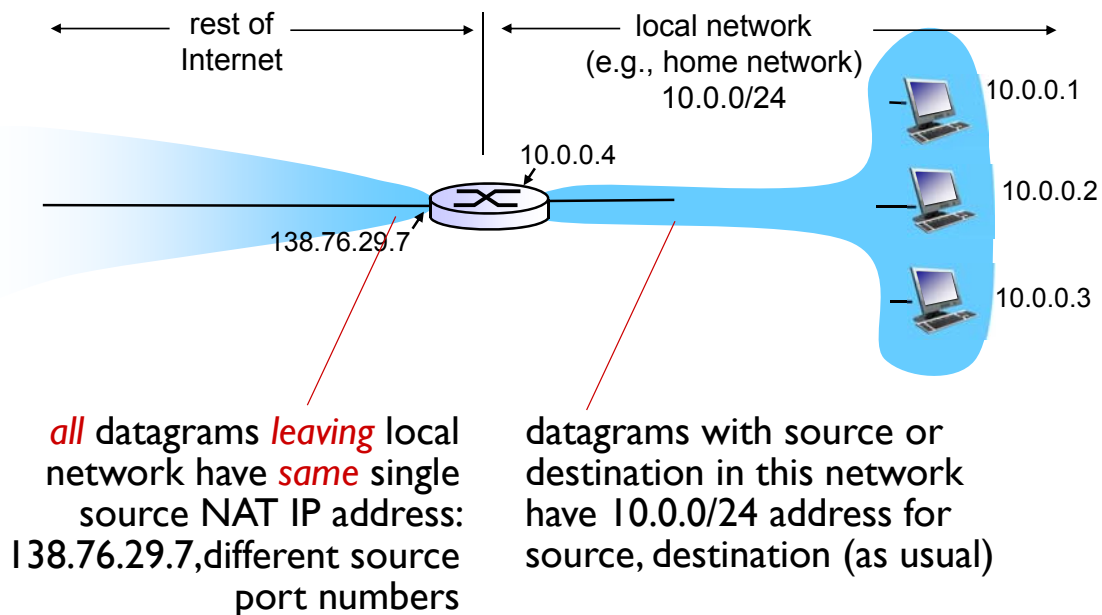 rest of
Internet
local network
(e.g., home network)
10.0.0/24
10.0.0.1
10.0.0.4
10.0.0.2
138.76.29.7
10.0.0.3
all datagrams leaving local
network have same single
source NAT IP address:
138.76.29.7,different source
port numbers
datagrams with source or
destination in this network
have 10.0.0/24 address for
source, destination (as usual)